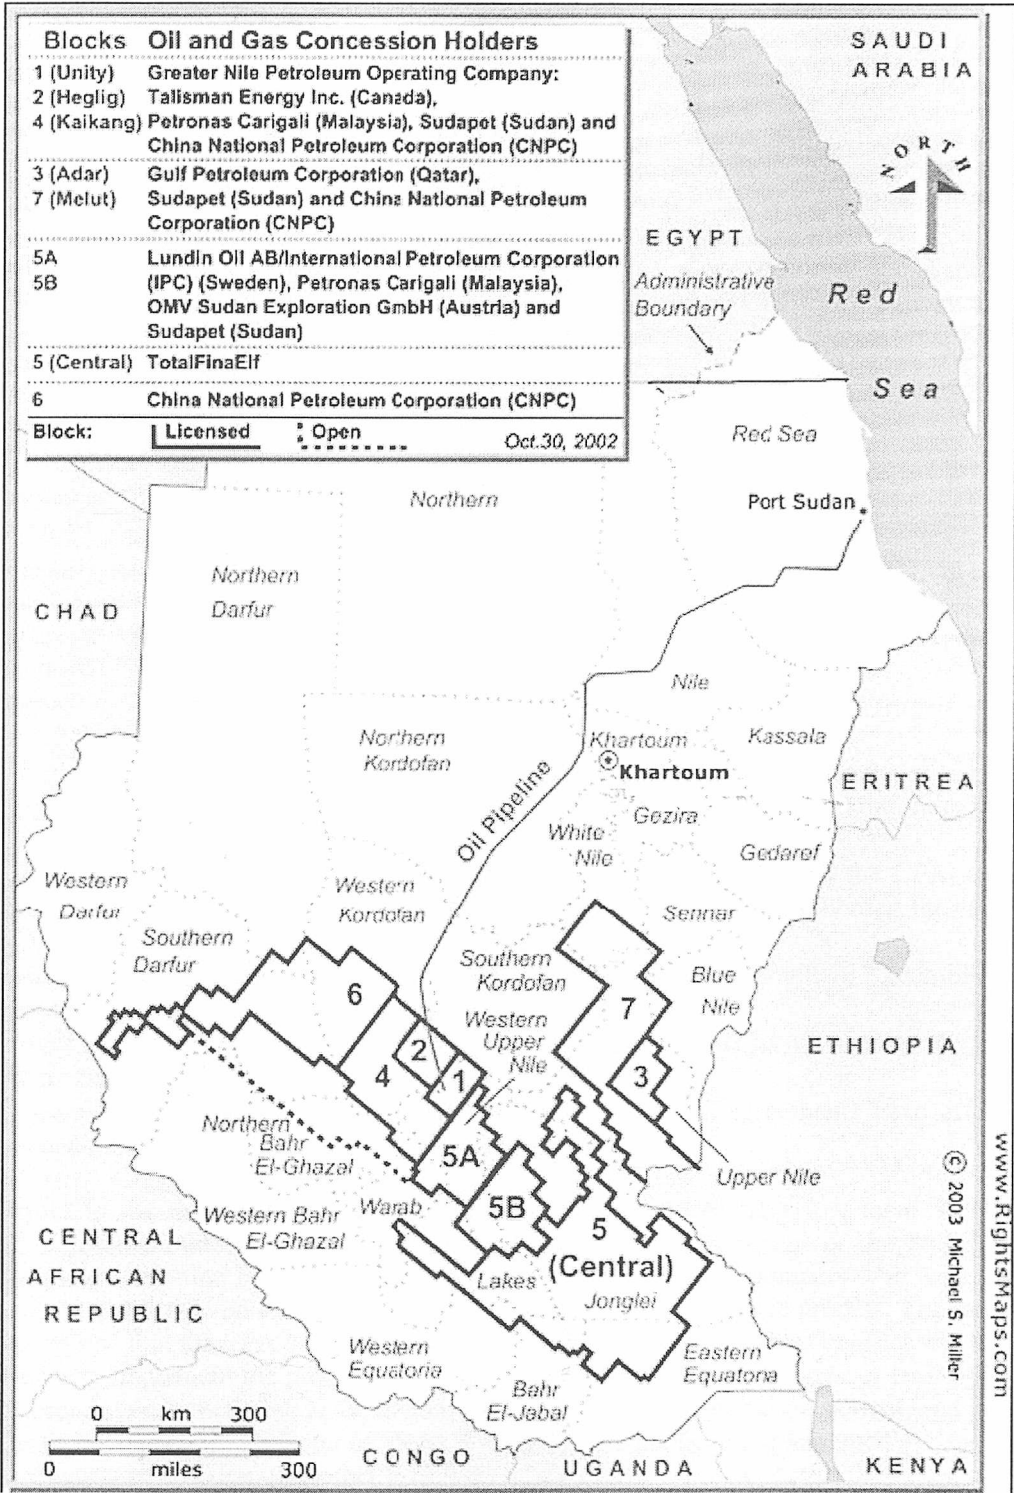 Blocks Oil and Gas Concession Holders
1 (Unity) Greater Nile Petroleum Operating Company:
2 (Heglig) Talisman Energy Inc. (Canada),
4 (Kaikang) Petronas Carigali (Malaysia), Sudapet (Sudan) and
China National Petroleum Corporation (CNPC)
3 (Adar) Gulf Petroleum Corporation (Qatar),
7 (Melut) Sudapet (Sudan) and China National Petroleum
Corporation (CNPC)
5A Lundin Oil AB/International Petroleum Corporation
5B (IPC) (Sweden), Petronas Carigali (Malaysia),
OMV Sudan Exploration GmbH (Austria) and
Sudapet (Sudan)
5 (Central) TotalFinaElf
6 China National Petroleum Corporation (CNPC)
Block: Licensed Open Oct.30, 2002
SAUDI
ARABIA
NORTH
EGYPT
Administrative
Boundary
Red
Sea
Red Sea
Northern
Port Sudan
Northern
Darfur
CHAD
Nile
Northern
Kordofan
Khartoum
Khartoum
Kassala
ERITREA
Oil Pipeline
Gezira
White
Nile
Gedaref
Western
Darfur
Western
Kordofan
Sennar
Southern
Darfur
Southern
Kordofan
Blue
Nile
6
7
Western
Upper
Nile
2
4
1
3
ETHIOPIA
Northern
Bahr
El-Ghazal
5A
Upper Nile
Warab
5B
Western Bahr
El-Ghazal
5
(Central)
CENTRAL
AFRICAN
REPUBLIC
Lakes
Jonglei
Western
Equatoria
Eastern
Equatoria
Bahr
El-Jabal
0 km 300
0 miles 300
CONGO
UGANDA
KENYA
© 2003 Michael S. Miller
www.RightsMaps.com